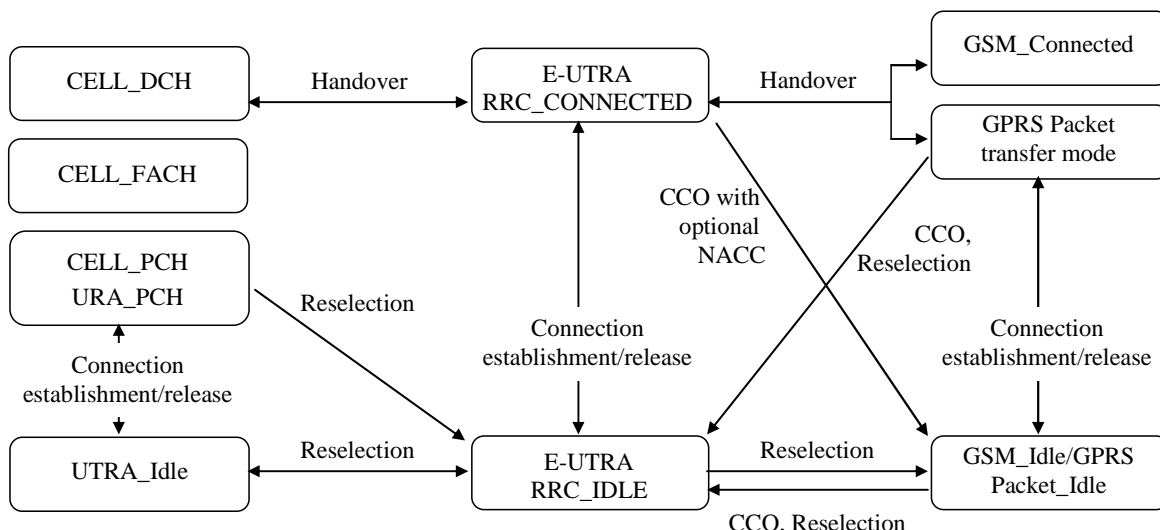 GSM_Connected
CELL_DCH
Handover
E-UTRA
RRC_CONNECTED
Handover
GPRS Packet
transfer mode
CELL_FACH
CCO with
optional
NACC
CCO,
Reselection
CELL_PCH
URA_PCH
Reselection
Connection
establishment/release
Connection
establishment/release
Connection
establishment/release
UTRA_Idle
Reselection
E-UTRA
RRC_IDLE
Reselection
GSM_Idle/GPRS
Packet_Idle
CCO, Reselection